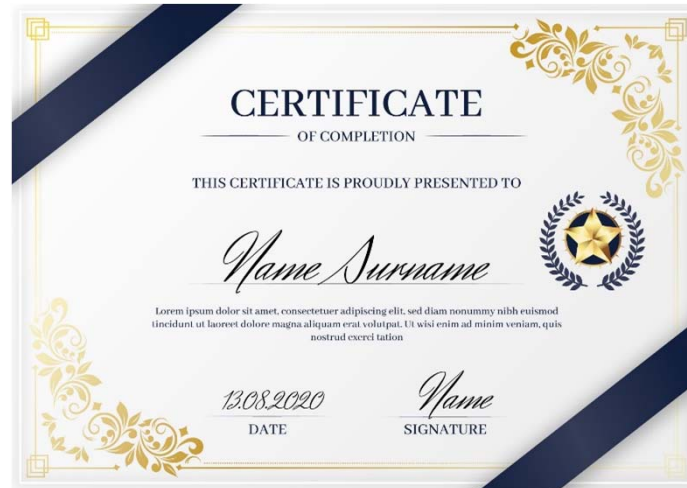 CERTIFICATE
OF COMPLETION
THIS CERTIFICATE IS PROUDLY PRESENTED TO
Name Surname
Lorem ipsum dolor sit amet, consectetuer adipiscing elit, sed diam nonummy nibh euismod
tincidunt ut laoreet dolore magna aliquam erat volutpat. Ut wisi enim ad minim veniam, quis
nostrud exerci tation
13.08.2020
DATE
Name
SIGNATURE